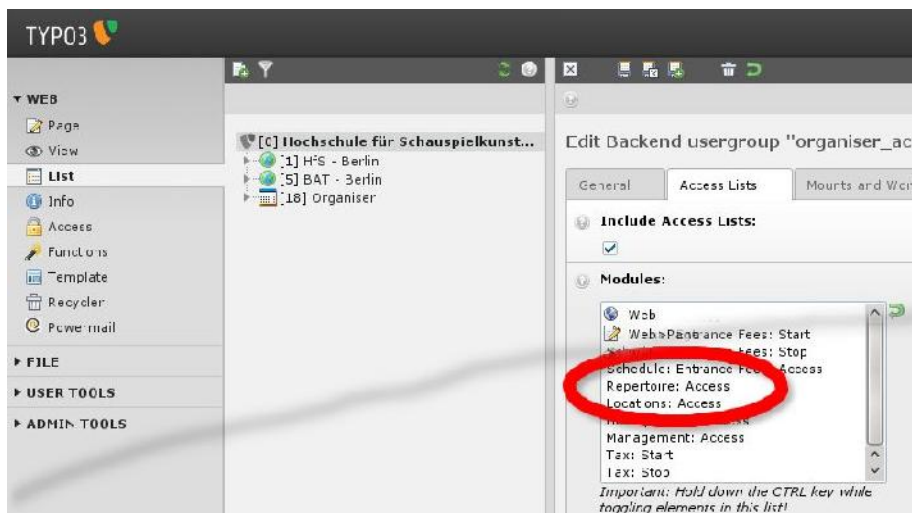 TYPO3
WEB
Page
View
List
Info
Access
Functions
Template
Recycler
Powermail
FILE
USER TOOLS
ADMIN TOOLS
[0] Hochschule für Schauspielkunst...
[1] HfS - Berlin
[5] BAT - Berlin
[18] Organiser
Edit Backend usergroup "organiser_ac
General
Access Lists
Mounts and Wor
Include Access Lists:
Modules:
Web
Entrance Fees: Start
Fees: Stop
Schedule: Entrance Access
Repertoire: Access
Locations: Access
Management: Access
Tax: Start
Tax: Stop
Important: Hold down the CTRL key while
toggling elements in this list!